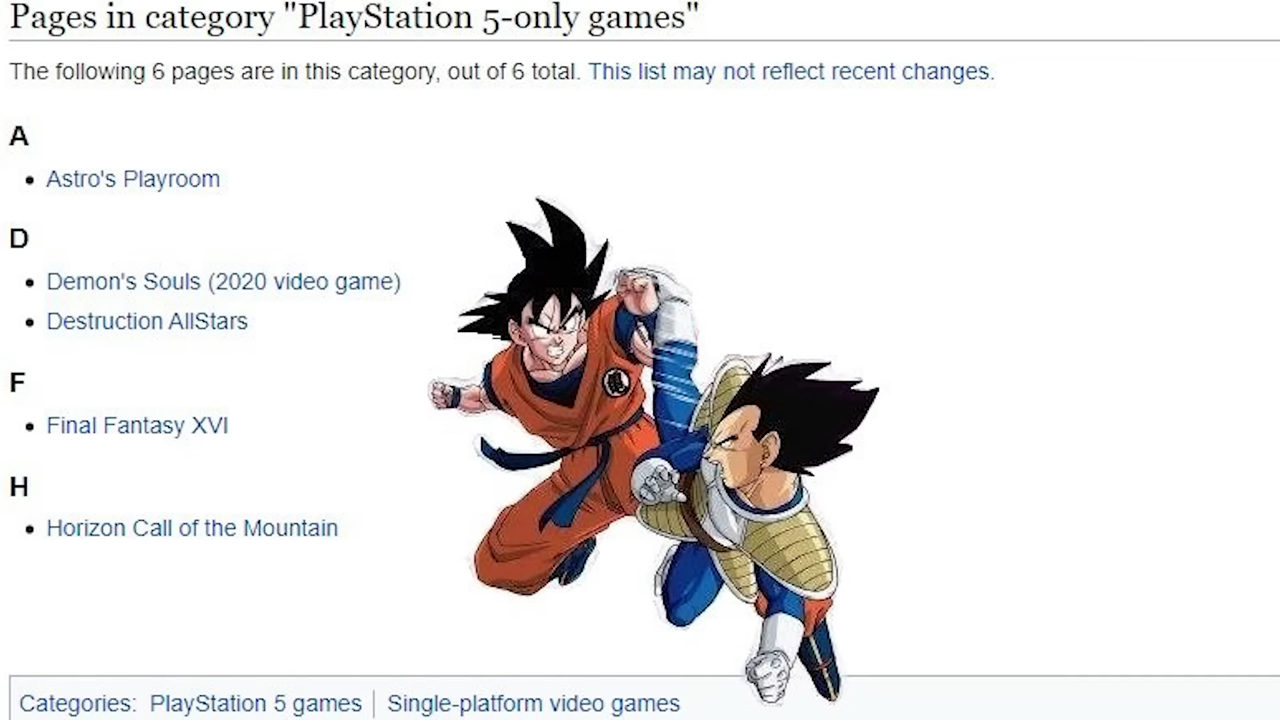 Pages in category "PlayStation 5-only games"
The following 6 pages are in this category, out of 6 total. This list may not reflect recent changes.
A
Astro's Playroom
D
Demon's Souls (2020 video game)
Destruction AllStars
F
Final Fantasy XVI
H
Horizon Call of the Mountain
Categories: PlayStation 5 games | Single-platform video games